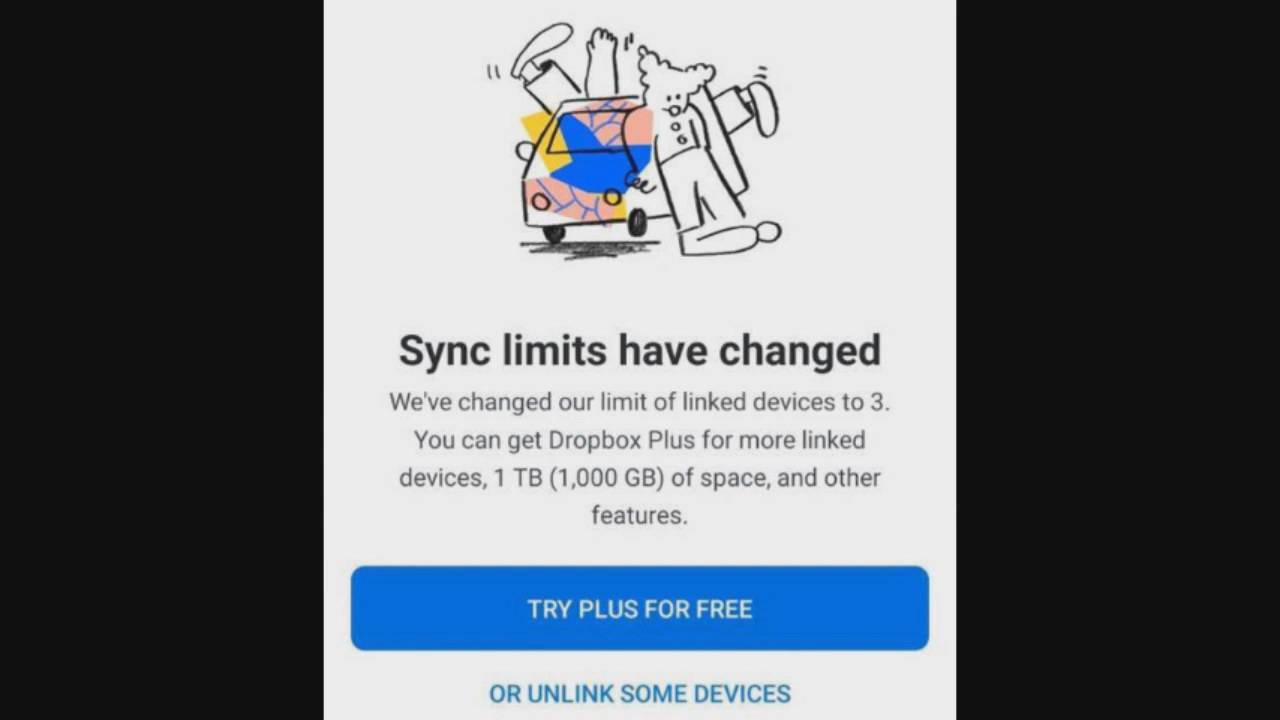 Sync limits have changed
We've changed our limit of linked devices to 3.
You can get Dropbox Plus for more linked
devices, 1 TB (1,000 GB) of space, and other
features.
TRY PLUS FOR FREE
OR UNLINK SOME DEVICES